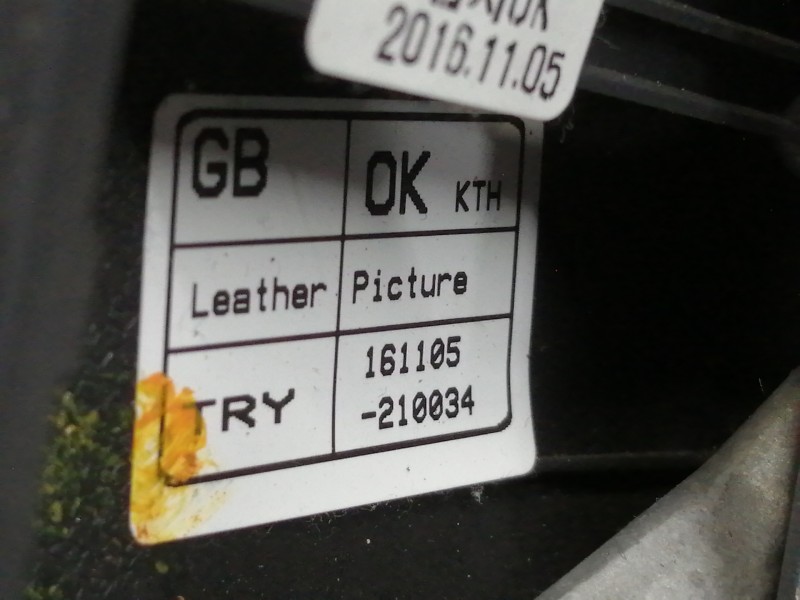 2016.11.05
GB
OK KTH
Leather
Picture
TRY
161105
-210034